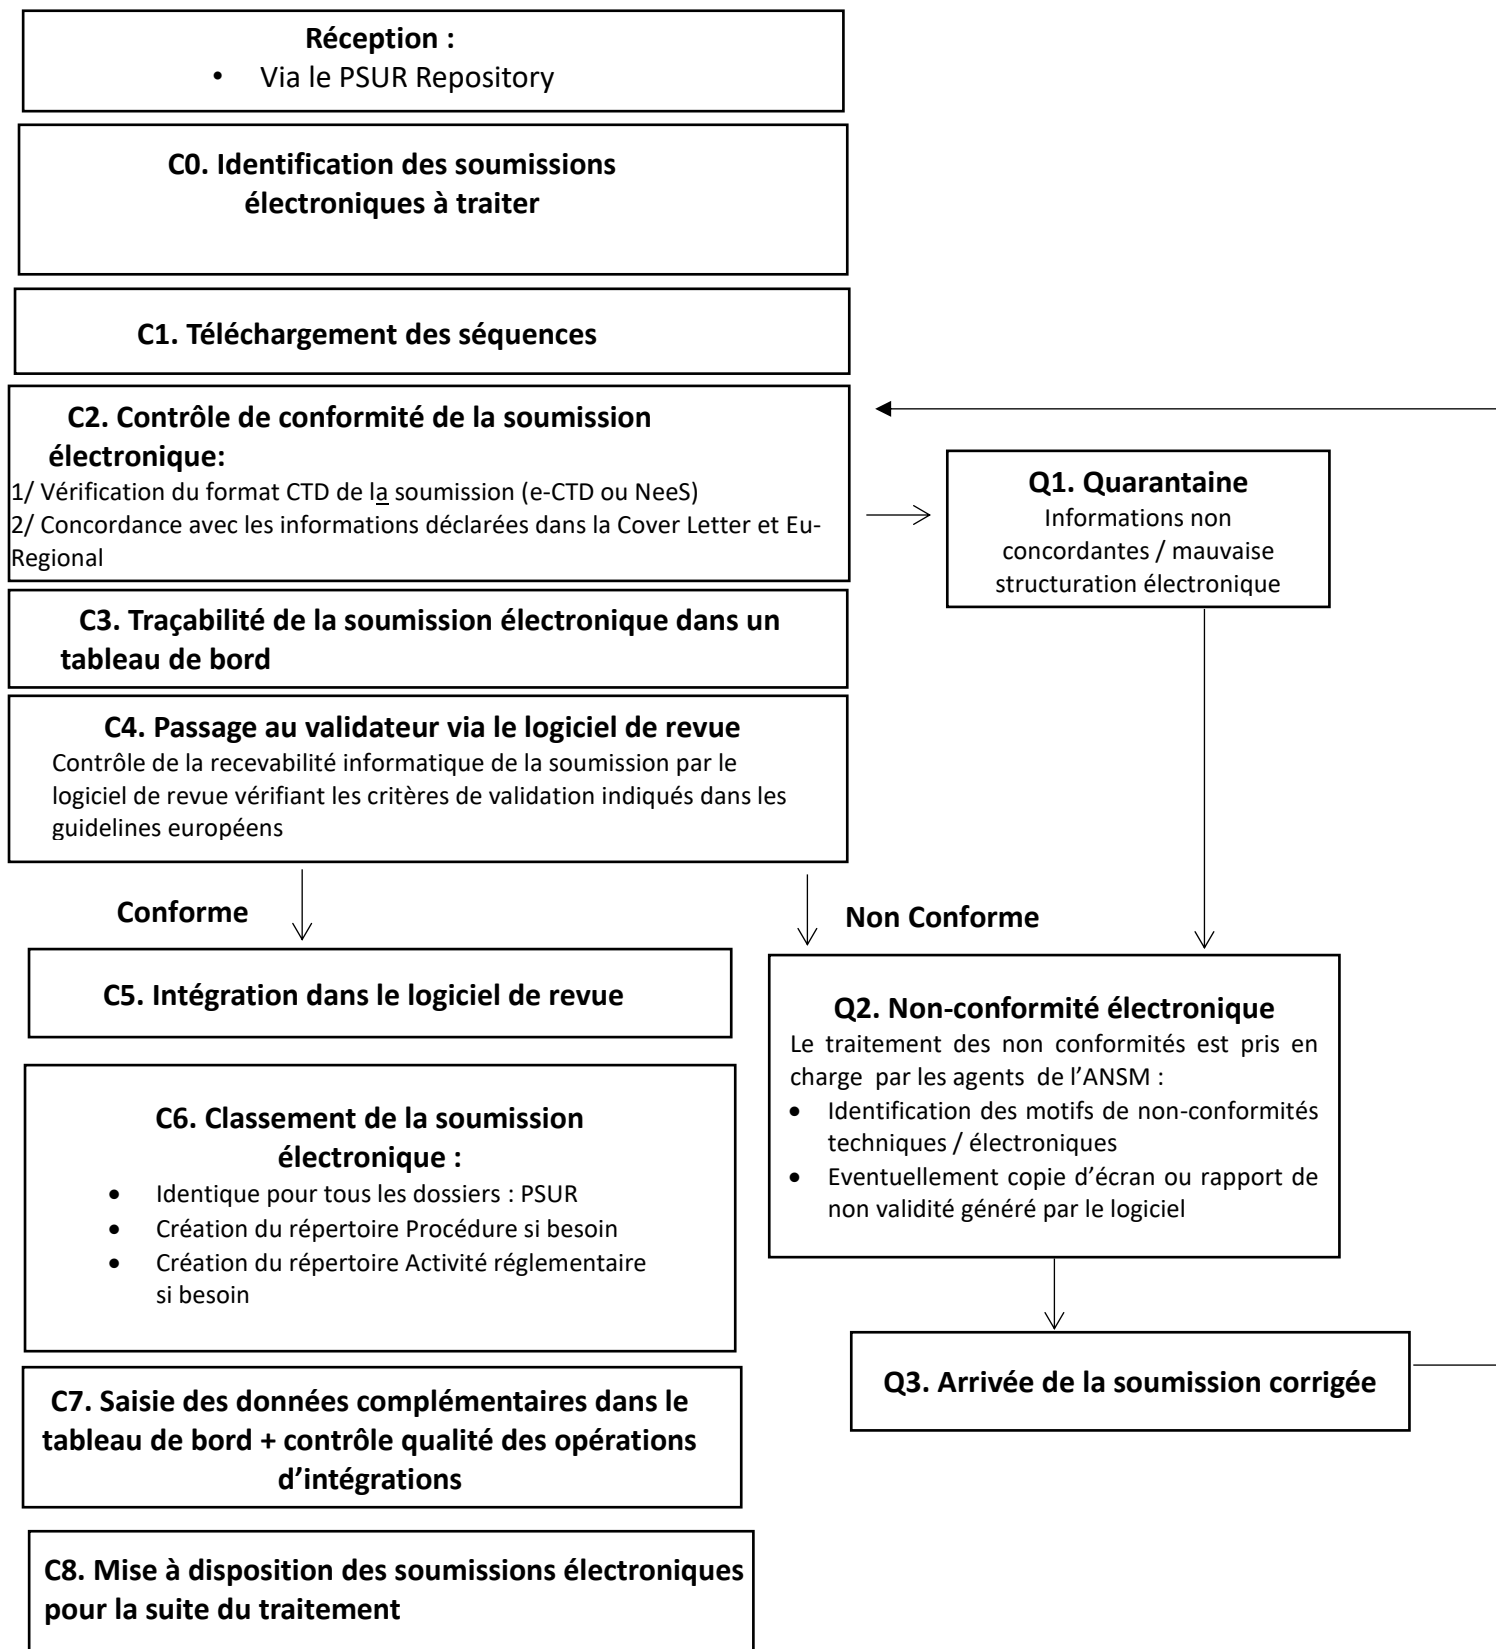 Réception :
• Via le PSUR Repository
C0. Identification des soumissions
électroniques à traiter
C1. Téléchargement des séquences
C2. Contrôle de conformité de la soumission
électronique:
1/ Vérification du format CTD de la soumission (e-CTD ou NeeS)
2/ Concordance avec les informations déclarées dans la Cover Letter et Eu-
Regional
Q1. Quarantaine
Informations non
concordantes / mauvaise
structuration électronique
C3. Traçabilité de la soumission électronique dans un
tableau de bord
C4. Passage au validateur via le logiciel de revue
Contrôle de la recevabilité informatique de la soumission par le
logiciel de revue vérifiant les critères de validation indiqués dans les
guidelines européens
Conforme
Non Conforme
C5. Intégration dans le logiciel de revue
Q2. Non-conformité électronique
Le traitement des non conformités est pris en
charge par les agents de l’ANSM :
• Identification des motifs de non-conformités
techniques / électroniques
• Eventuellement copie d’écran ou rapport de
non validité généré par le logiciel
C6. Classement de la soumission
électronique :
• Identique pour tous les dossiers : PSUR
• Création du répertoire Procédure si besoin
• Création du répertoire Activité réglementaire
si besoin
Q3. Arrivée de la soumission corrigée
C7. Saisie des données complémentaires dans le
tableau de bord + contrôle qualité des opérations
d’intégrations
C8. Mise à disposition des soumissions électroniques
pour la suite du traitement